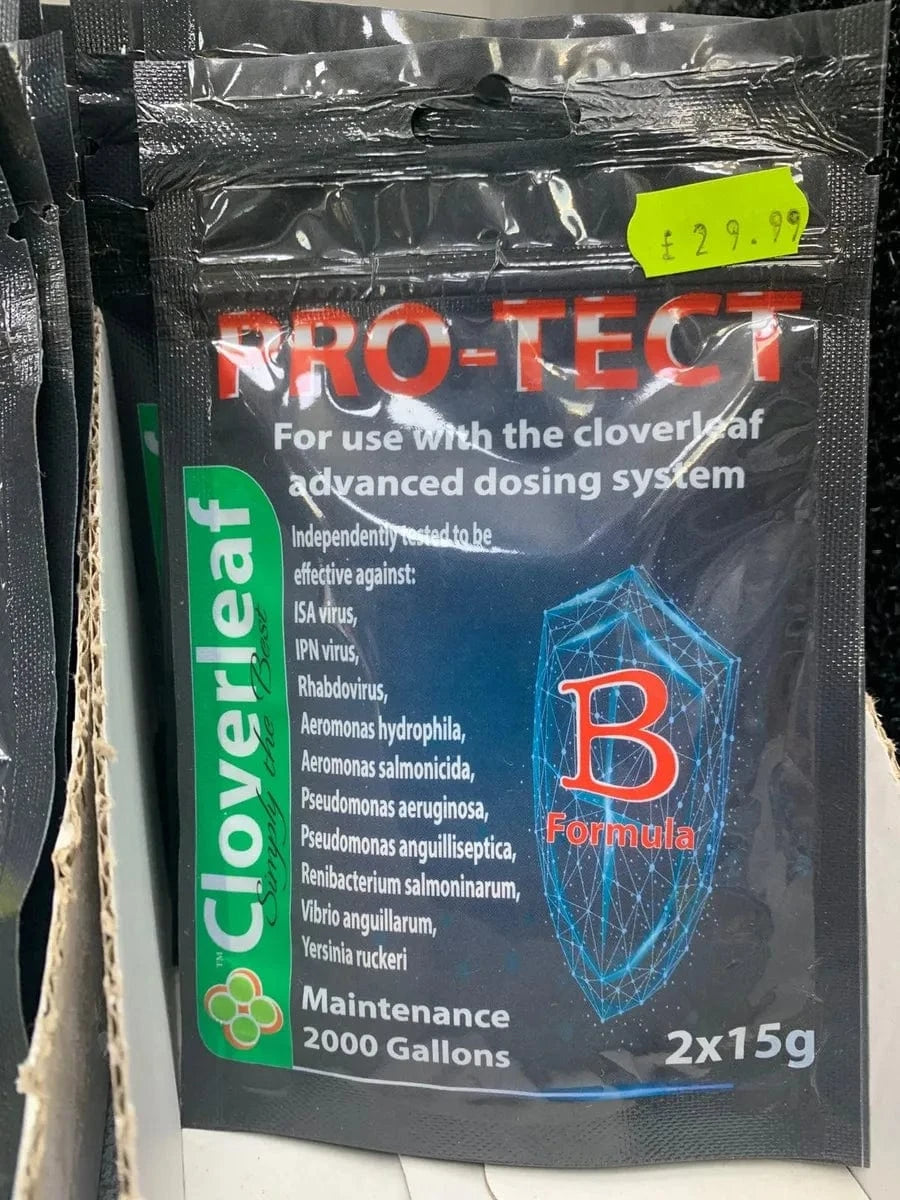 £29.99
PRO-TECT
For use with the cloverleaf
advanced dosing system
Independently tested to be
effective against:
ISA virus,
IPN virus,
Rhabdovirus,
Aeromonas hydrophila,
Aeromonas salmonicida,
Pseudomonas aeruginosa,
Pseudomonas anguilliseptica,
Renibacterium salmoninarum,
Vibrio anguillarum,
Yersinia ruckeri
Cloverleaf
Simply the Best
TM
B
Formula
Maintenance
2000 Gallons
2x15g